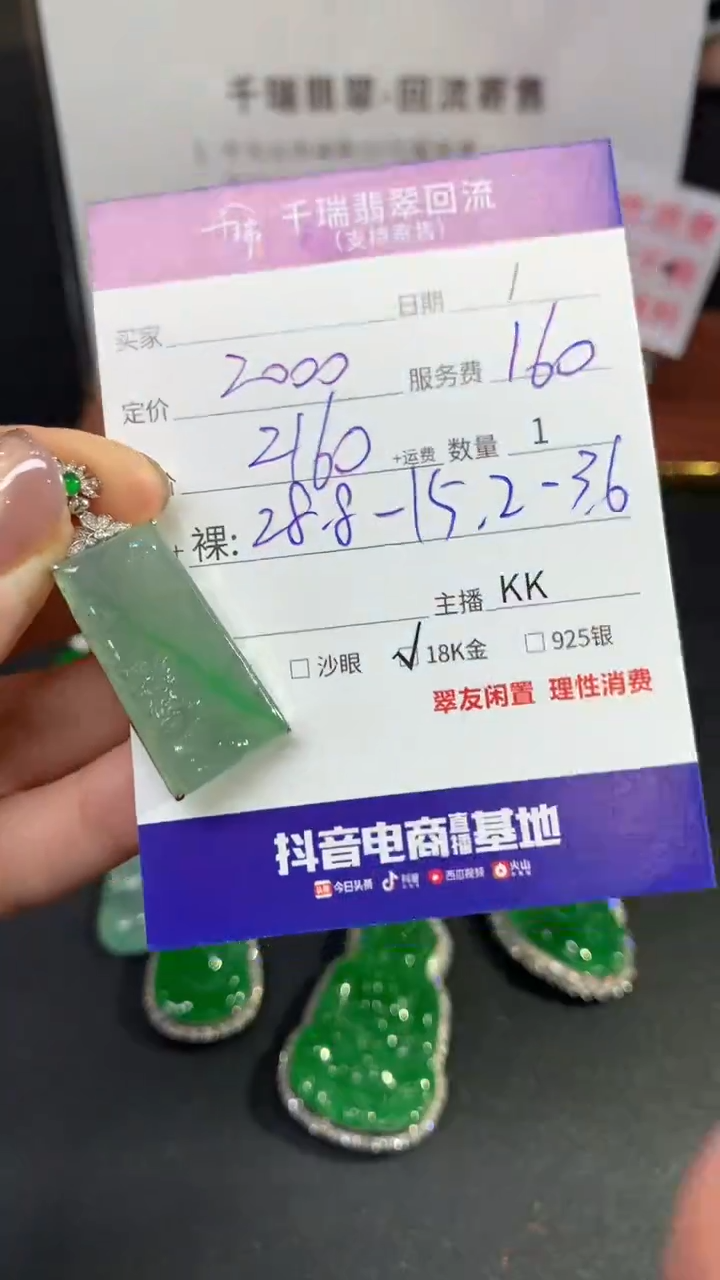 千瑞翡翠·回流寄售
千瑞翡翠回流
(支持寄售)
买家 日期 /
定价 2000 服务费 160
2160 +运费 数量 1
+裸: 28.8-15.2-3.6
主播 KK
□ 沙眼 √ 18K金 □ 925银
翠友闲置 理性消费
抖音电商直播基地
头条 今日头条 抖音 西瓜视频 火山